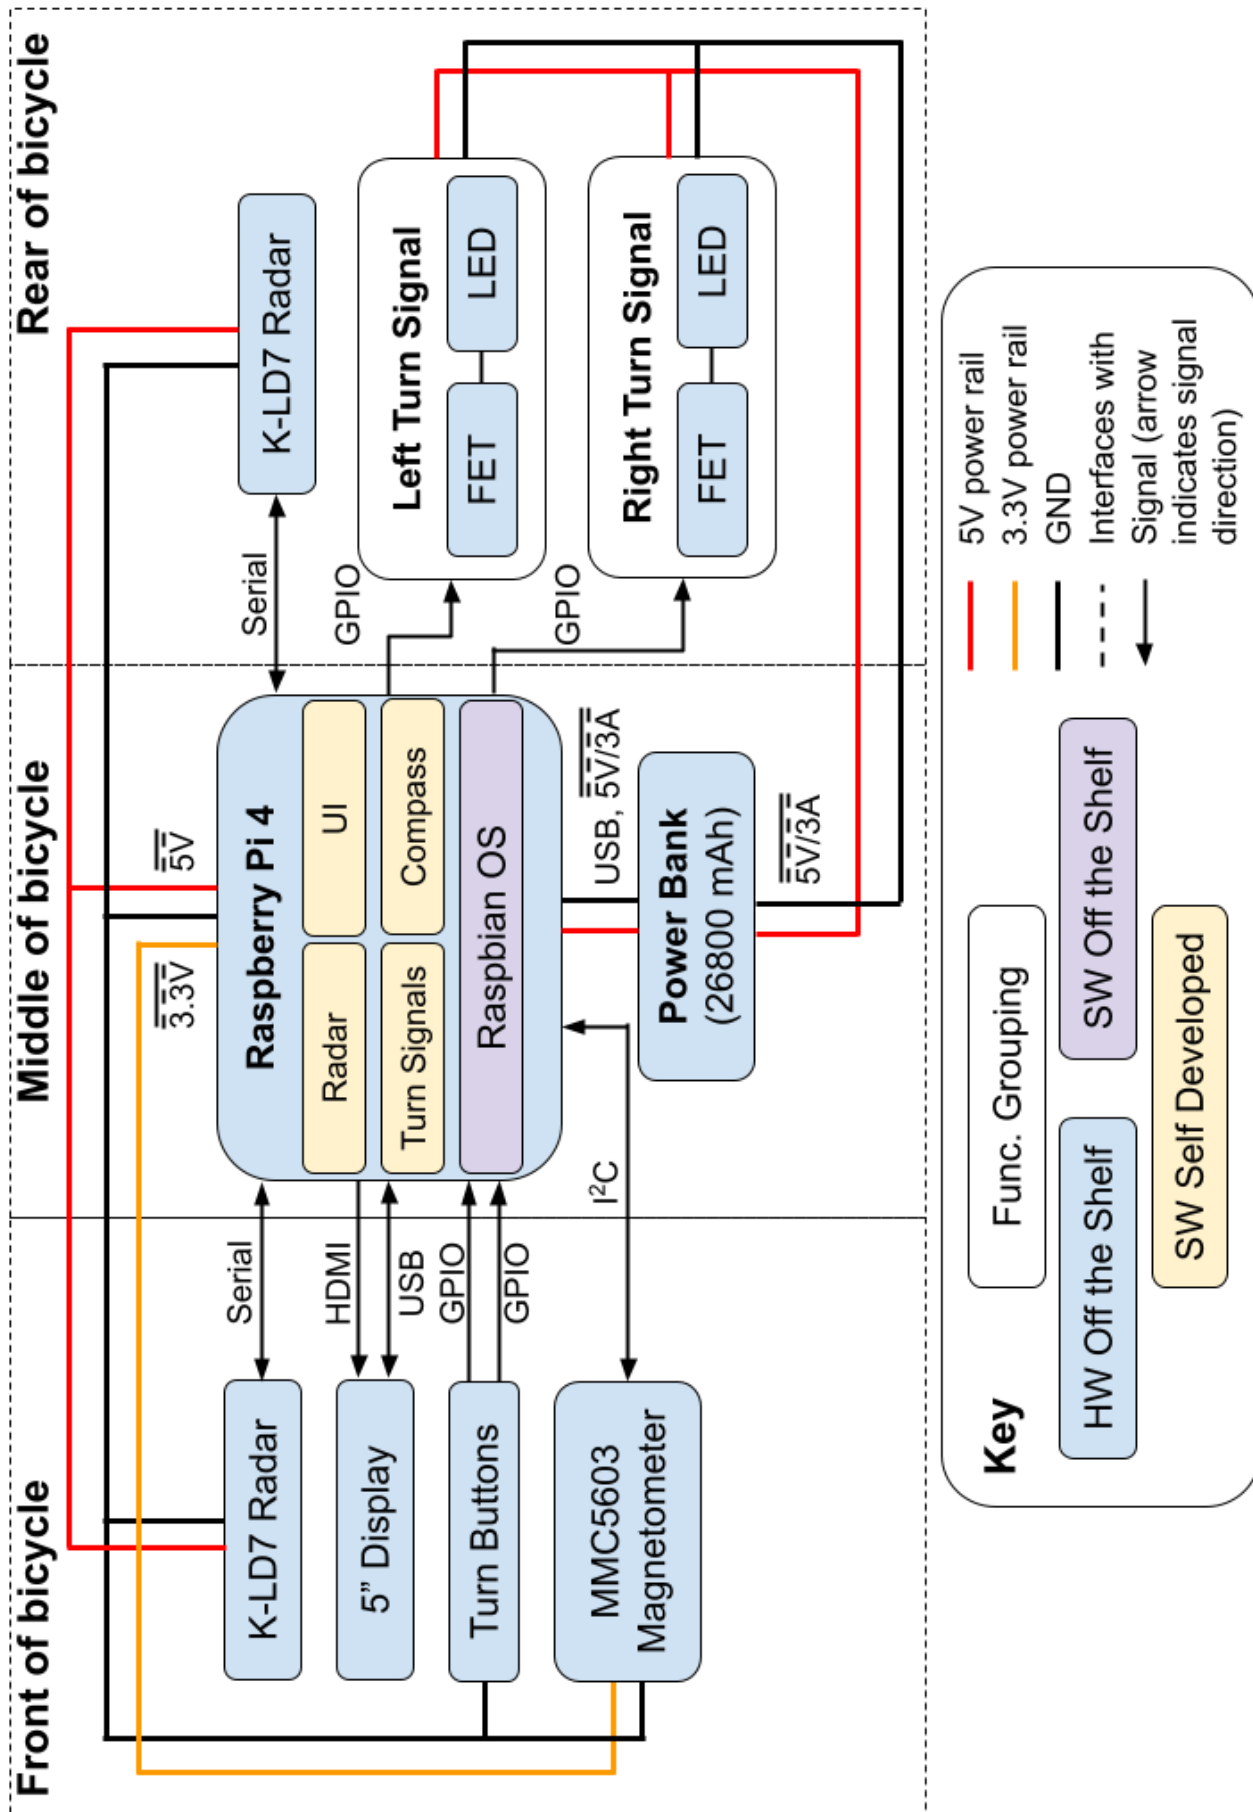 Front of bicycle
Middle of bicycle
Rear of bicycle
3.3V
5V
K-LD7 Radar
Serial
Raspberry Pi 4
Serial
K-LD7 Radar
5” Display
HDMI
USB
Radar
UI
Turn Signals
Compass
Raspbian OS
GPIO
Left Turn Signal
FET
LED
Turn Buttons
GPIO
GPIO
GPIO
Right Turn Signal
FET
LED
MMC5603
Magnetometer
I²C
USB, 5V/3A
Power Bank
(26800 mAh)
5V/3A
Key
Func. Grouping
HW Off the Shelf
SW Off the Shelf
SW Self Developed
5V power rail
3.3V power rail
GND
Interfaces with
Signal (arrow
indicates signal
direction)